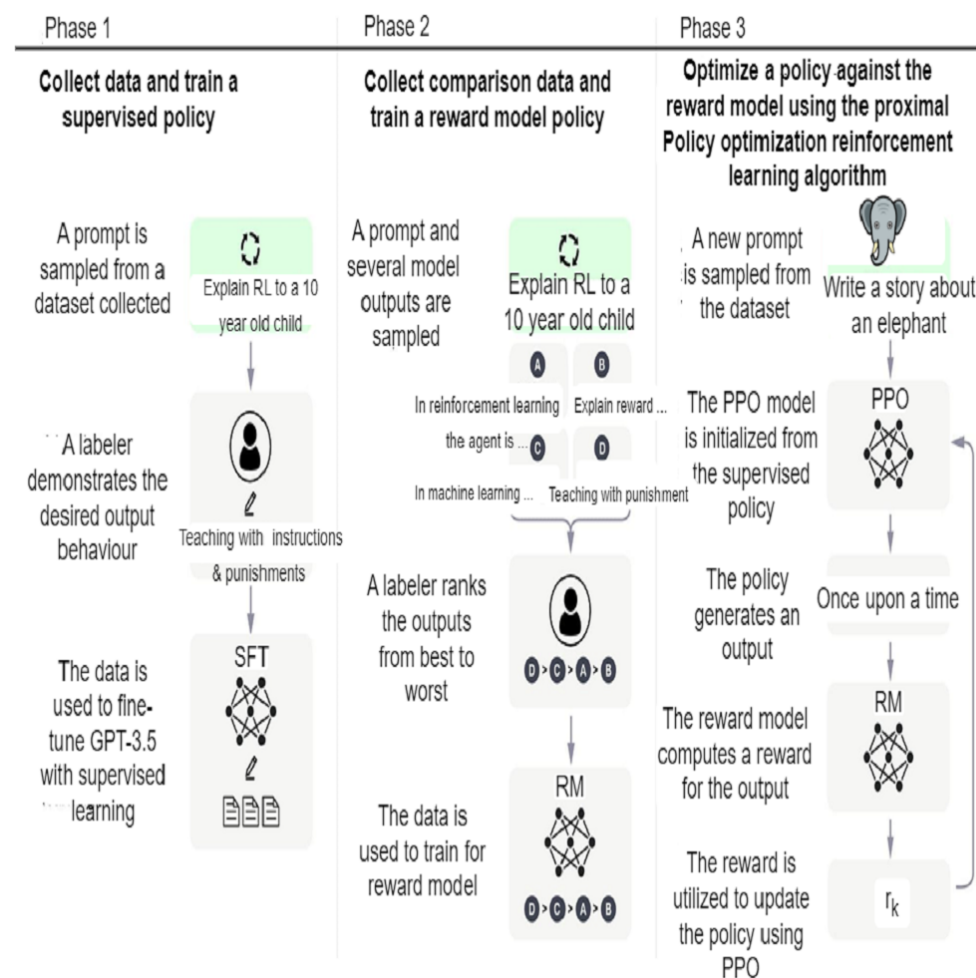 Phase 1
Collect data and train a
supervised policy
A prompt is
sampled from a
dataset collected
Explain RL to a 10
year old child
A labeler
demonstrates the
desired output
behaviour
Teaching with instructions
& punishments
The data is
used to fine-
tune GPT-3.5
with supervised
learning
SFT
Phase 2
Collect comparison data and
train a reward model policy
A prompt and
several model
outputs are
sampled
Explain RL to a
10 year old child
A
In reinforcement learning
the agent is ...
B
Explain reward ...
C
In machine learning ...
D
Teaching with punishment
A labeler ranks
the outputs
from best to
worst
D > C > A > B
The data is
used to train for
reward model
RM
D > C > A > B
Phase 3
Optimize a policy against the
reward model using the proximal
Policy optimization reinforcement
learning algorithm
A new prompt
is sampled from
the dataset
Write a story about
an elephant
The PPO model
is initialized from
the supervised
policy
PPO
The policy
generates an
output
Once upon a time
The reward model
computes a reward
for the output
RM
The reward is
utilized to update
the policy using
PPO
rk